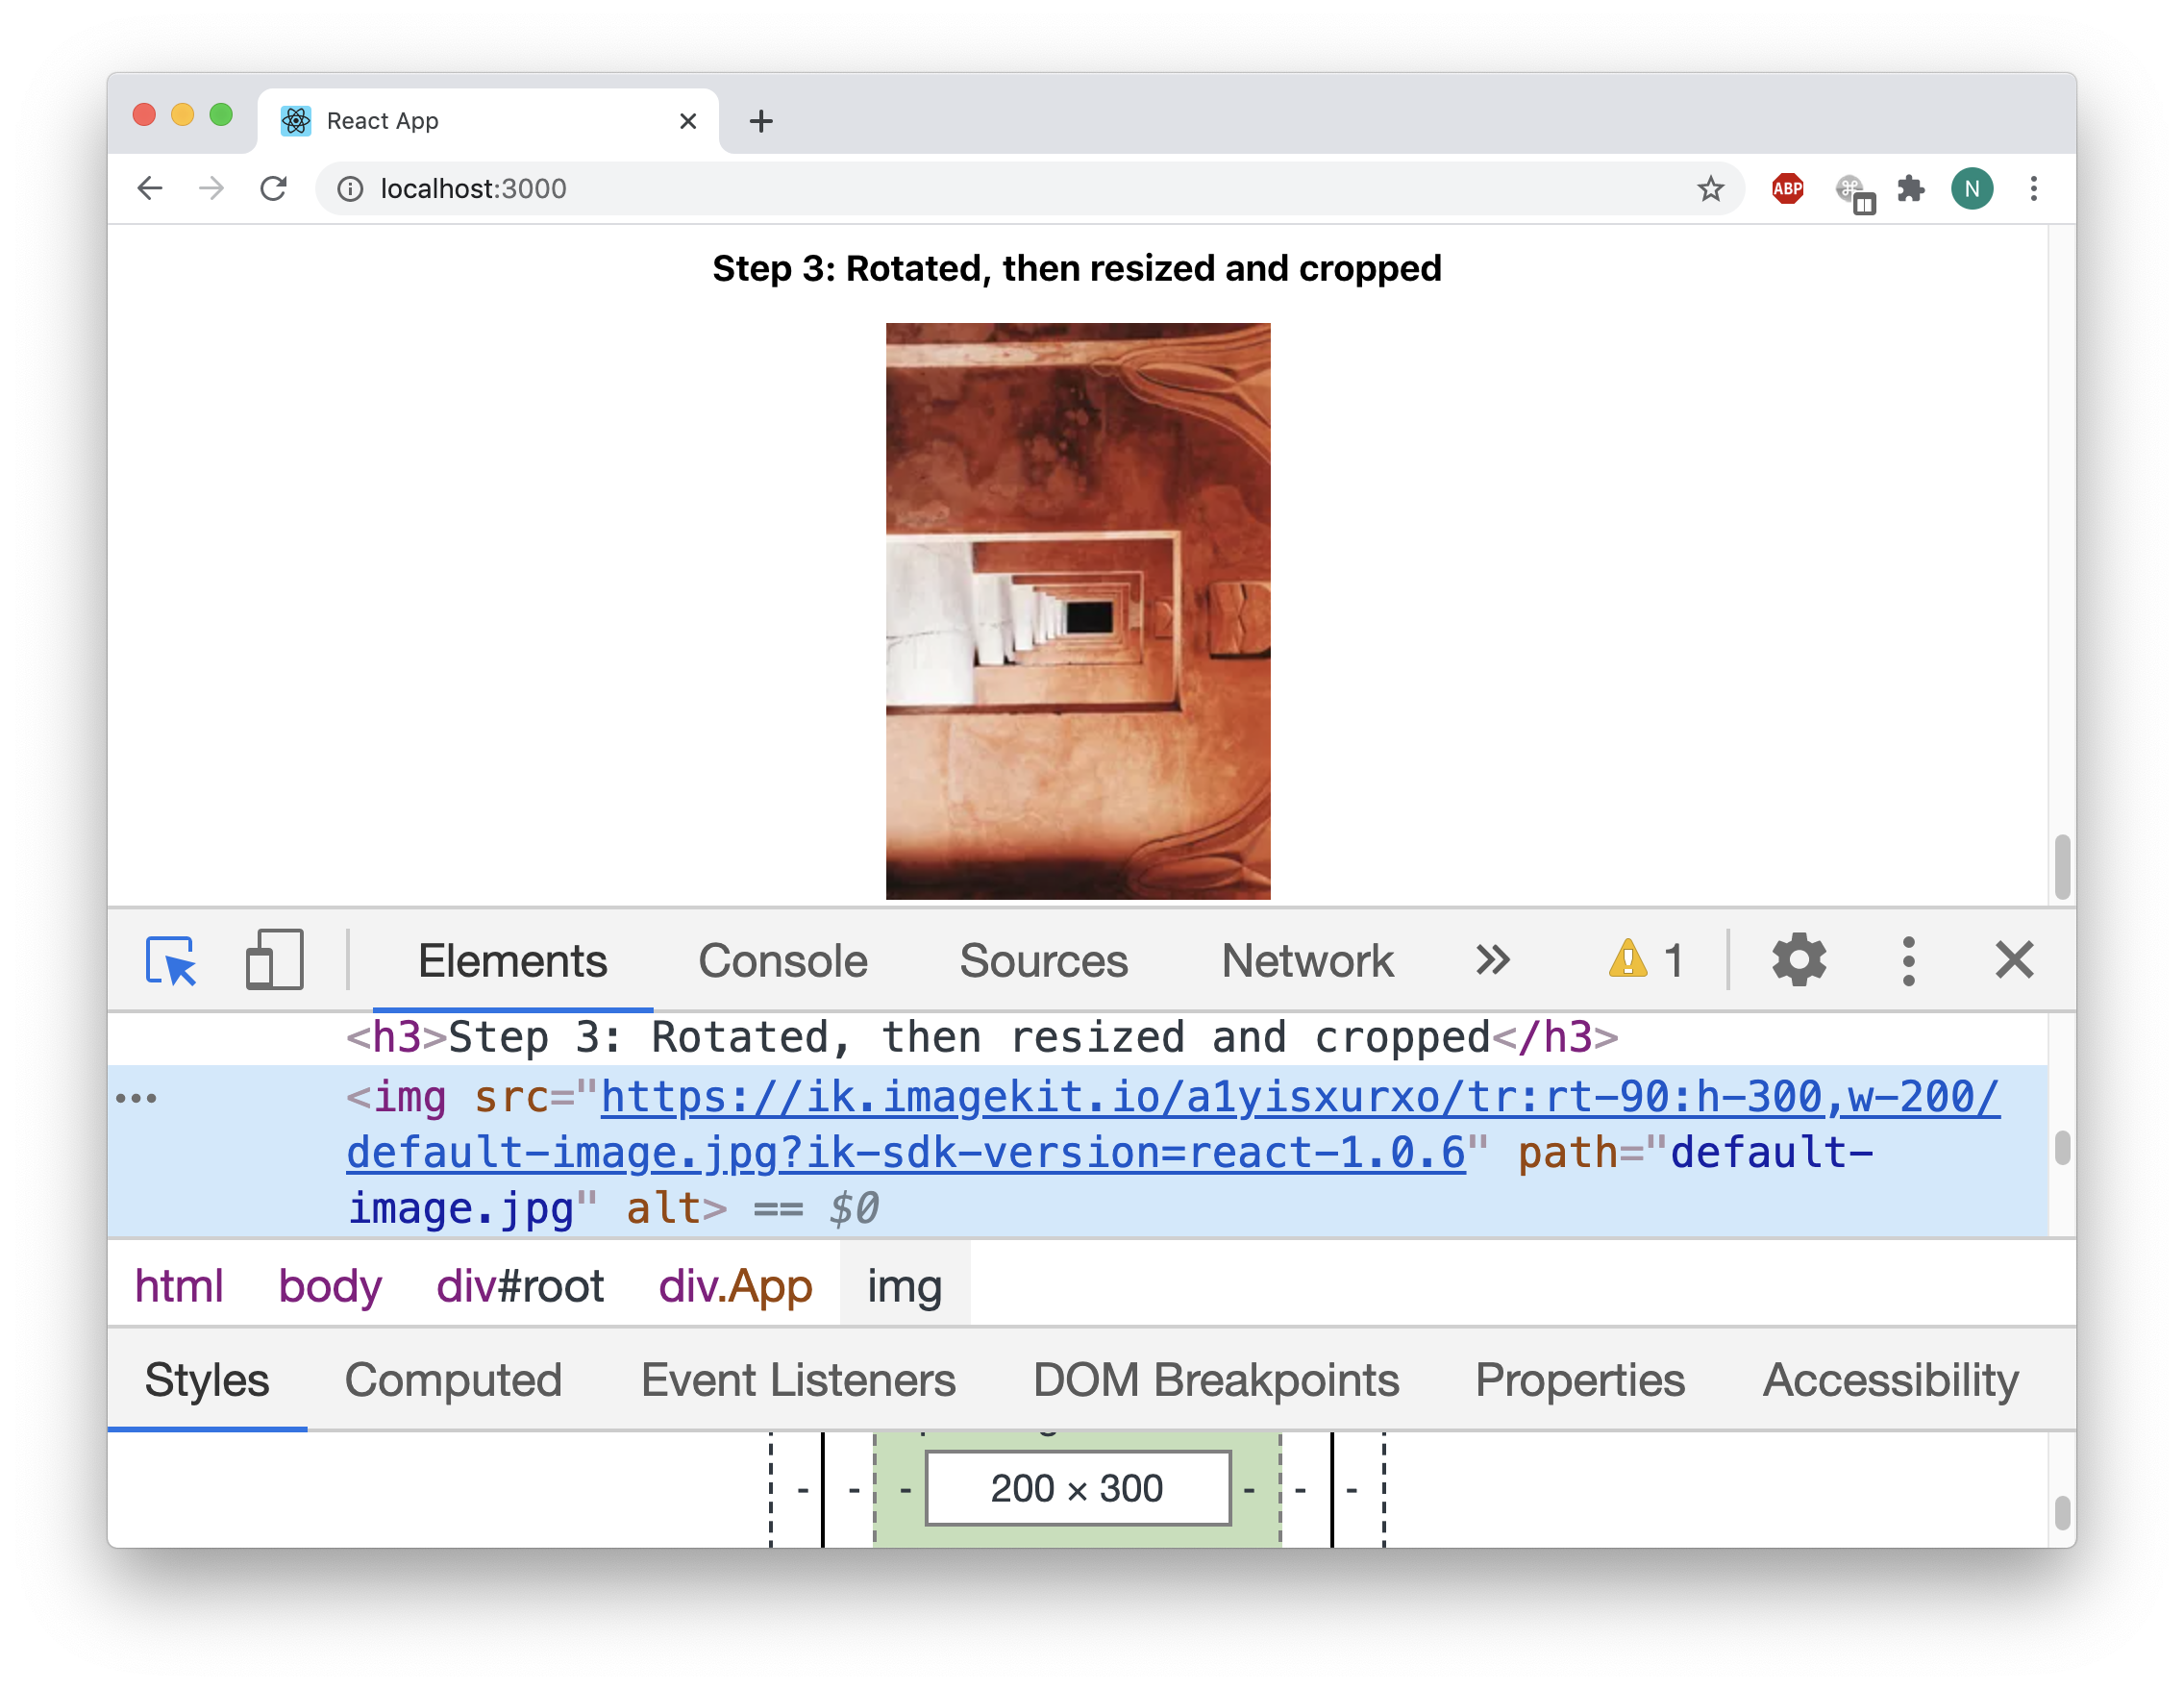 React App
localhost:3000
ABP
N
Step 3: Rotated, then resized and cropped
Elements Console Sources Network 1
<h3>Step 3: Rotated, then resized and cropped</h3>
<img src="https://ik.imagekit.io/a1yisxurxo/tr:rt-90:h-300,w-200/
default-image.jpg?ik-sdk-version=react-1.0.6" path="default-
image.jpg" alt> == $0
html body div#root div.App img
Styles Computed Event Listeners DOM Breakpoints Properties Accessibility
- - - 200 × 300 - - -